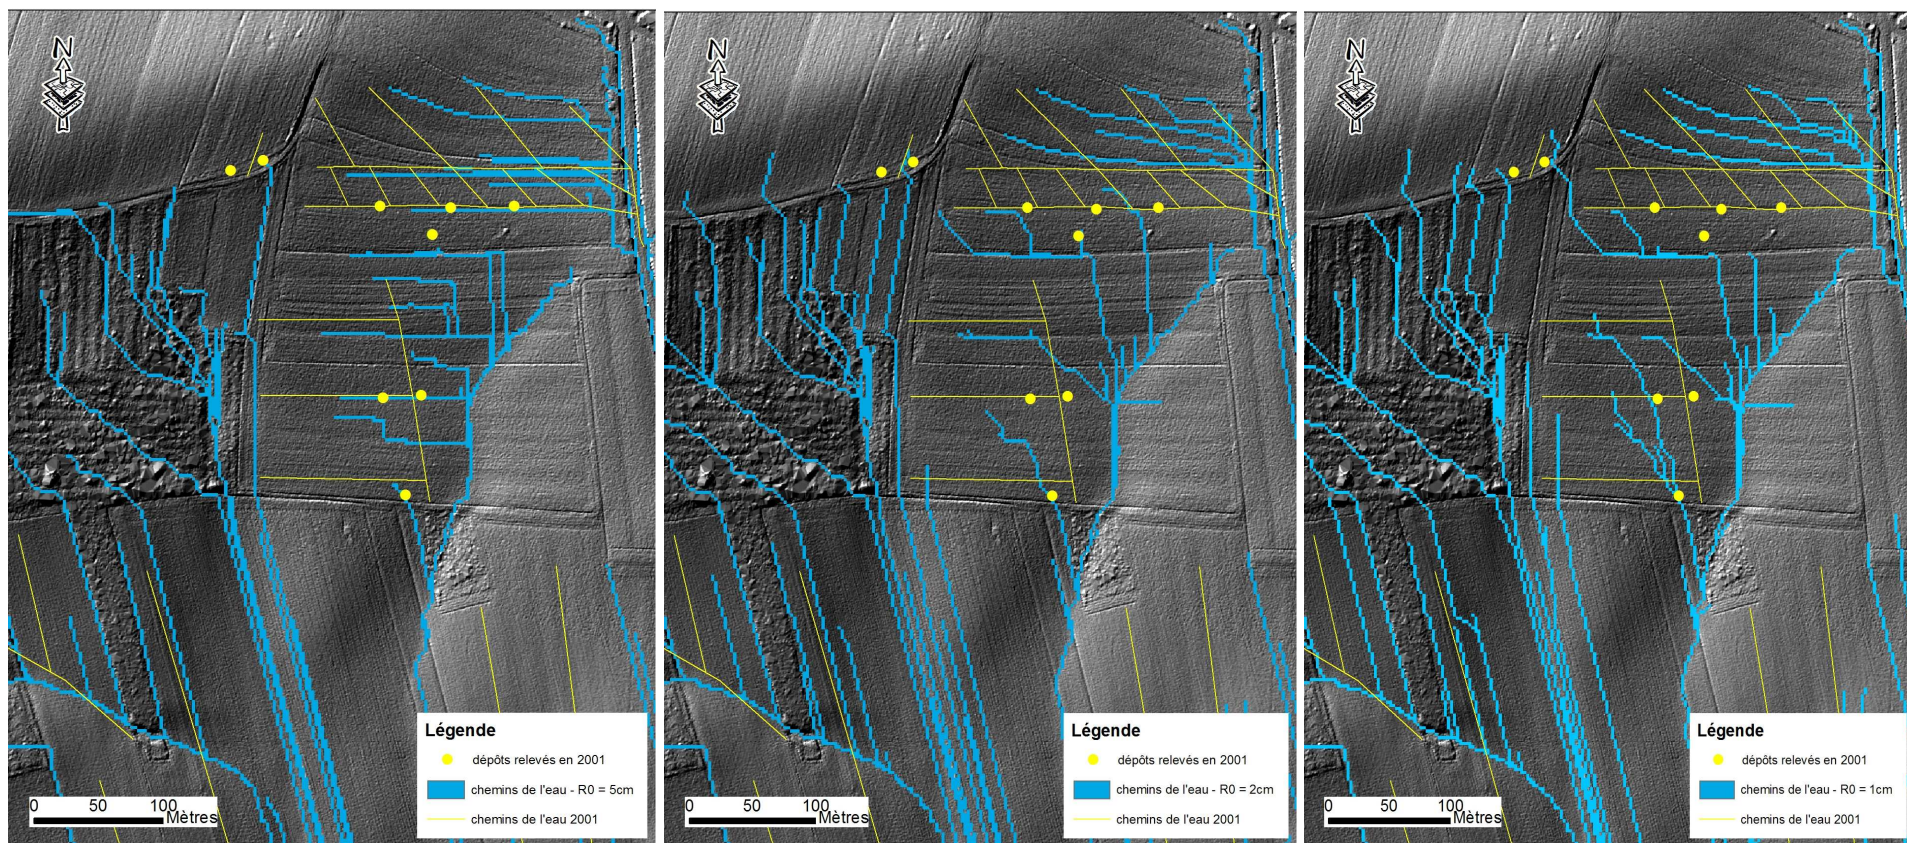 N
Légende
dépôts relevés en 2001
chemins de l'eau - R0 = 5cm
chemins de l'eau 2001
0 50 100
Mètres
N
Légende
dépôts relevés en 2001
chemins de l'eau - R0 = 2cm
chemins de l'eau 2001
0 50 100
Mètres
N
Légende
dépôts relevés en 2001
chemins de l'eau - R0 = 1cm
chemins de l'eau 2001
0 50 100
Mètres